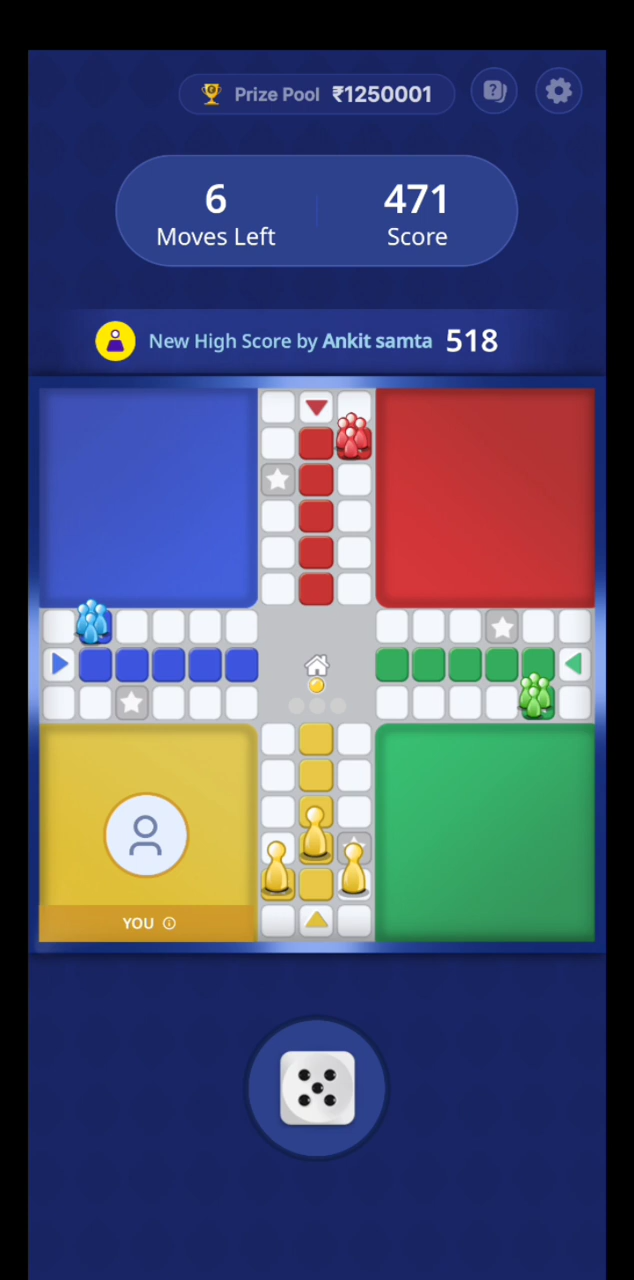 Prize Pool ₹1250001
6 471
Moves Left Score
New High Score by Ankit samta 518
YOU